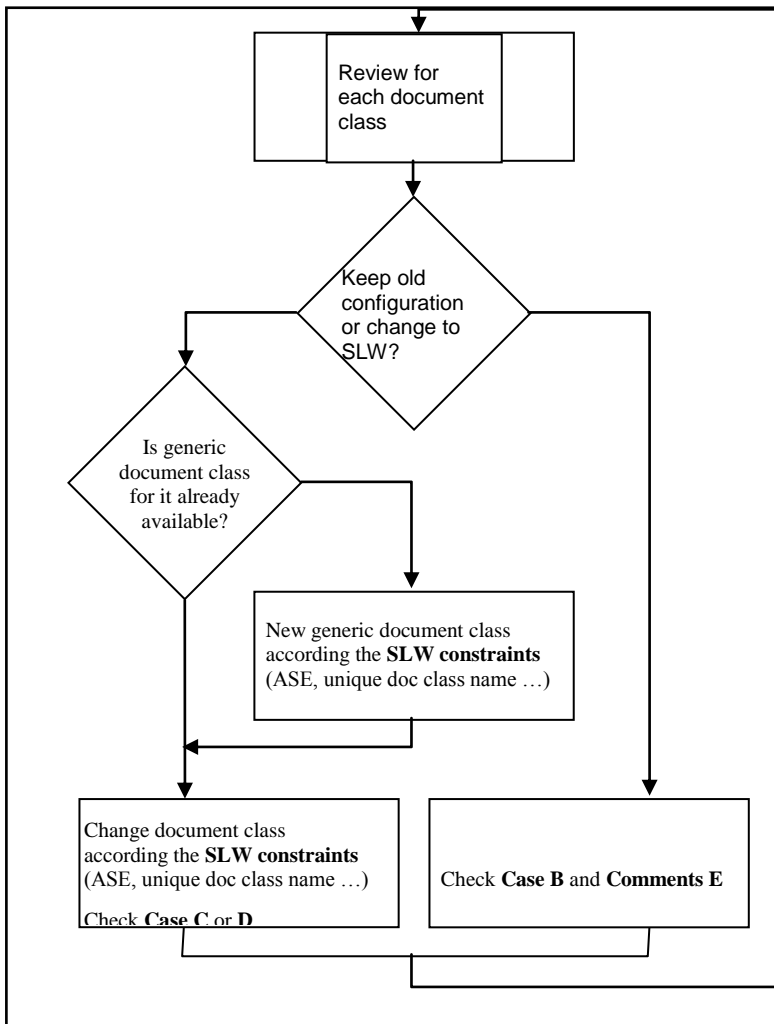 Review for
each document
class
Keep old
configuration
or change to
SLW?
Is generic
document class
for it already
available?
New generic document class
according the SLW constraints
(ASE, unique doc class name …)
Change document class
according the SLW constraints
(ASE, unique doc class name …)
Check Case C or D
Check Case B and Comments E